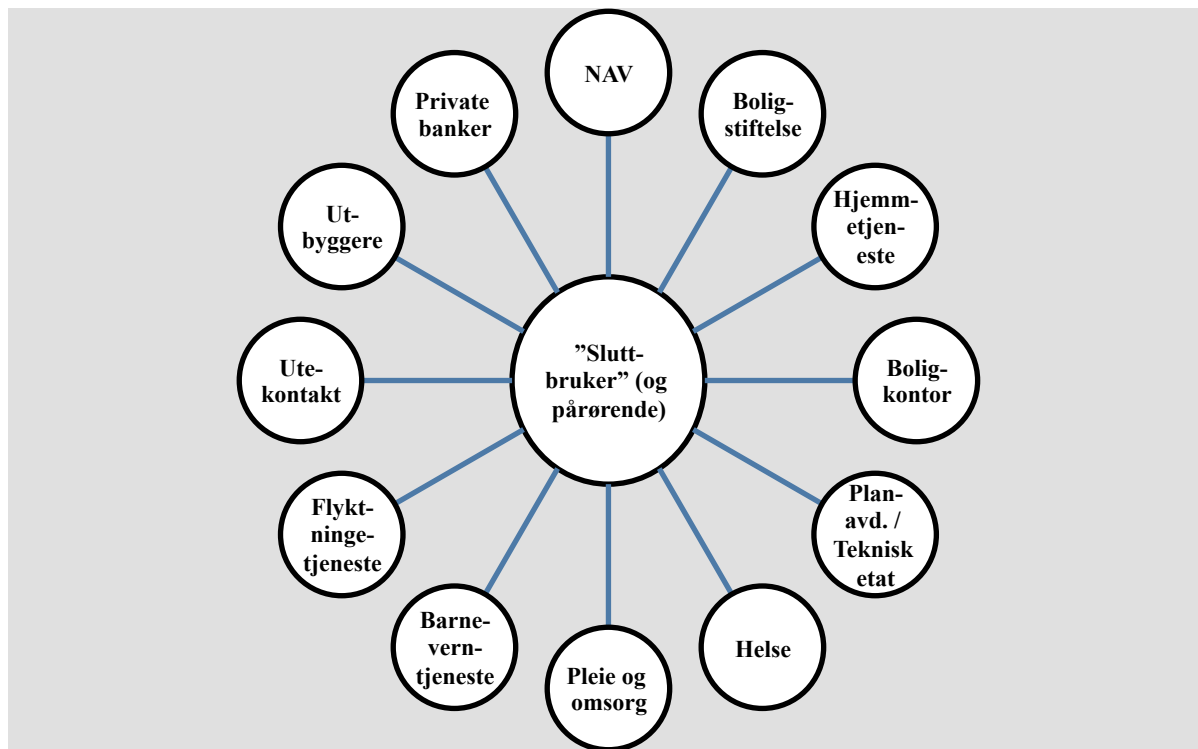 NAV
Bolig-
stiftelse
Hjemm-
etjen-
este
Bolig-
kontor
Plan-
avd. /
Teknisk
etat
Helse
Pleie og
omsorg
Barne-
vern-
tjeneste
Flykt-
ninge-
tjeneste
Ute-
kontakt
Ut-
byggere
Private
banker
”Slutt-
bruker” (og
pårørende)